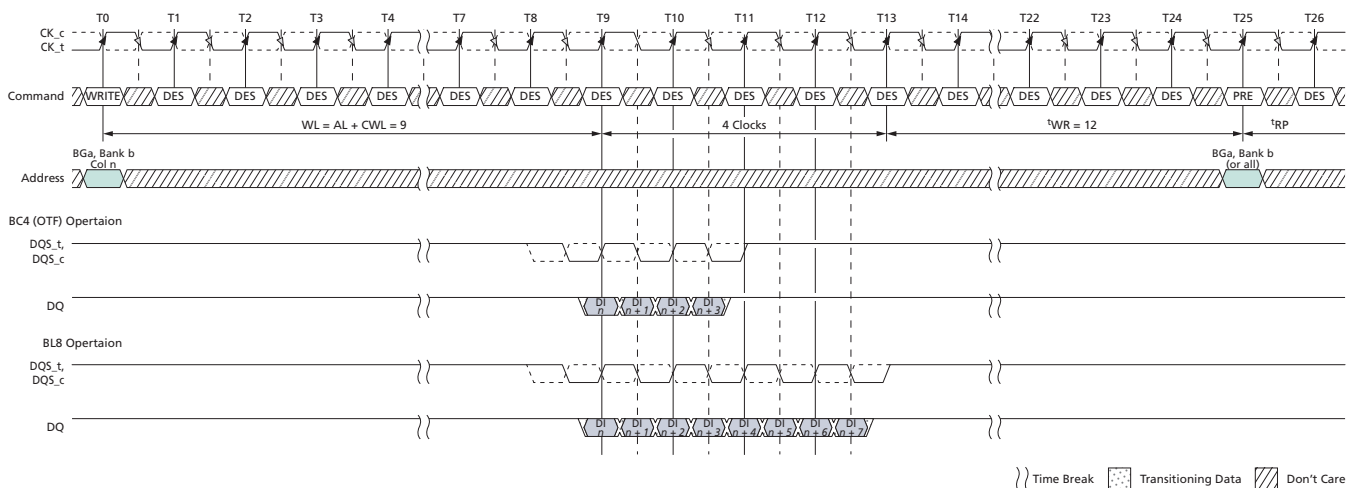 T0 T1 T2 T3 T4 T7 T8 T9 T10 T11 T12 T13 T14 T22 T23 T24 T25 T26
CK_c
CK_t
Command WRITE DES DES DES DES DES DES DES DES DES DES DES DES DES DES DES PRE DES
WL = AL + CWL = 9 4 Clocks tWR = 12 tRP
BGa, Bank b
Col n
BGa, Bank b
(or all)
Address
BC4 (OTF) Opertaion
DQS_t,
DQS_c
DQ DI n DI n + 1 DI n + 2 DI n + 3
BL8 Opertaion
DQS_t,
DQS_c
DQ DI n DI n + 1 DI n + 2 DI n + 3 DI n + 4 DI n + 5 DI n + 6 DI n + 7
Time Break Transitioning Data Don't Care